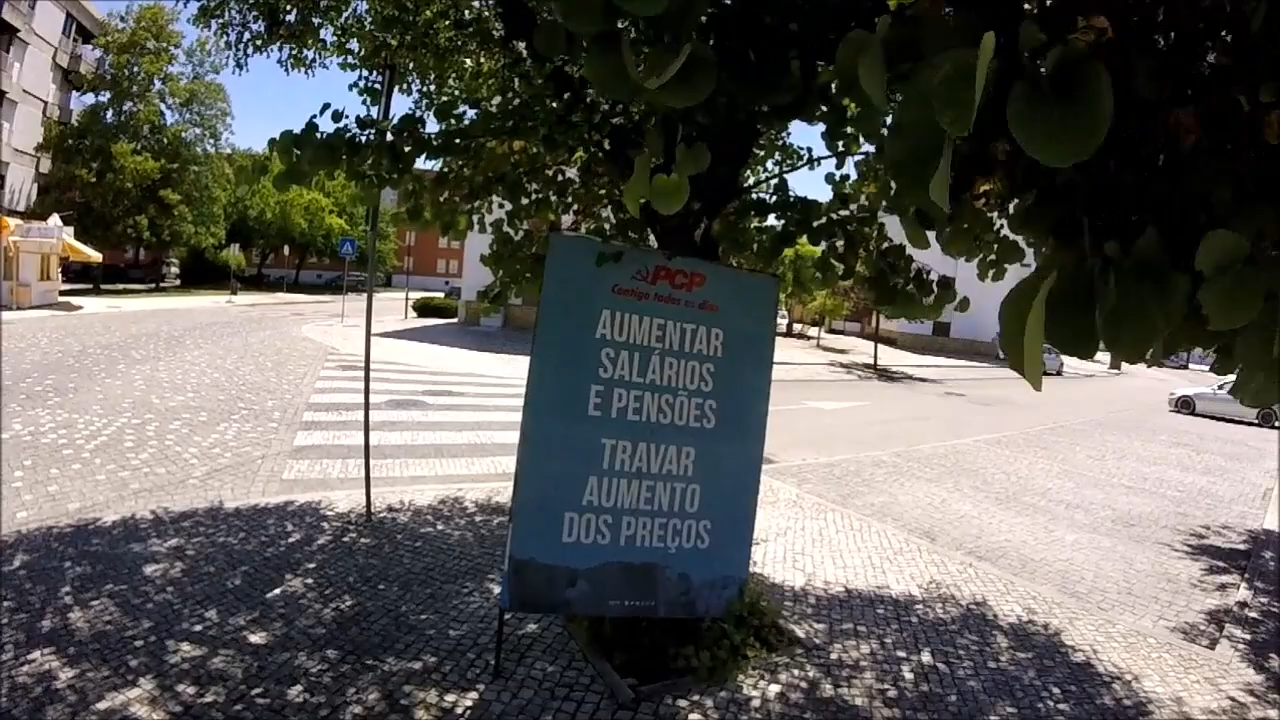 PCP
Contigo todos os dias
AUMENTAR
SALÁRIOS
E PENSÕES
TRAVAR
AUMENTO
DOS PREÇOS